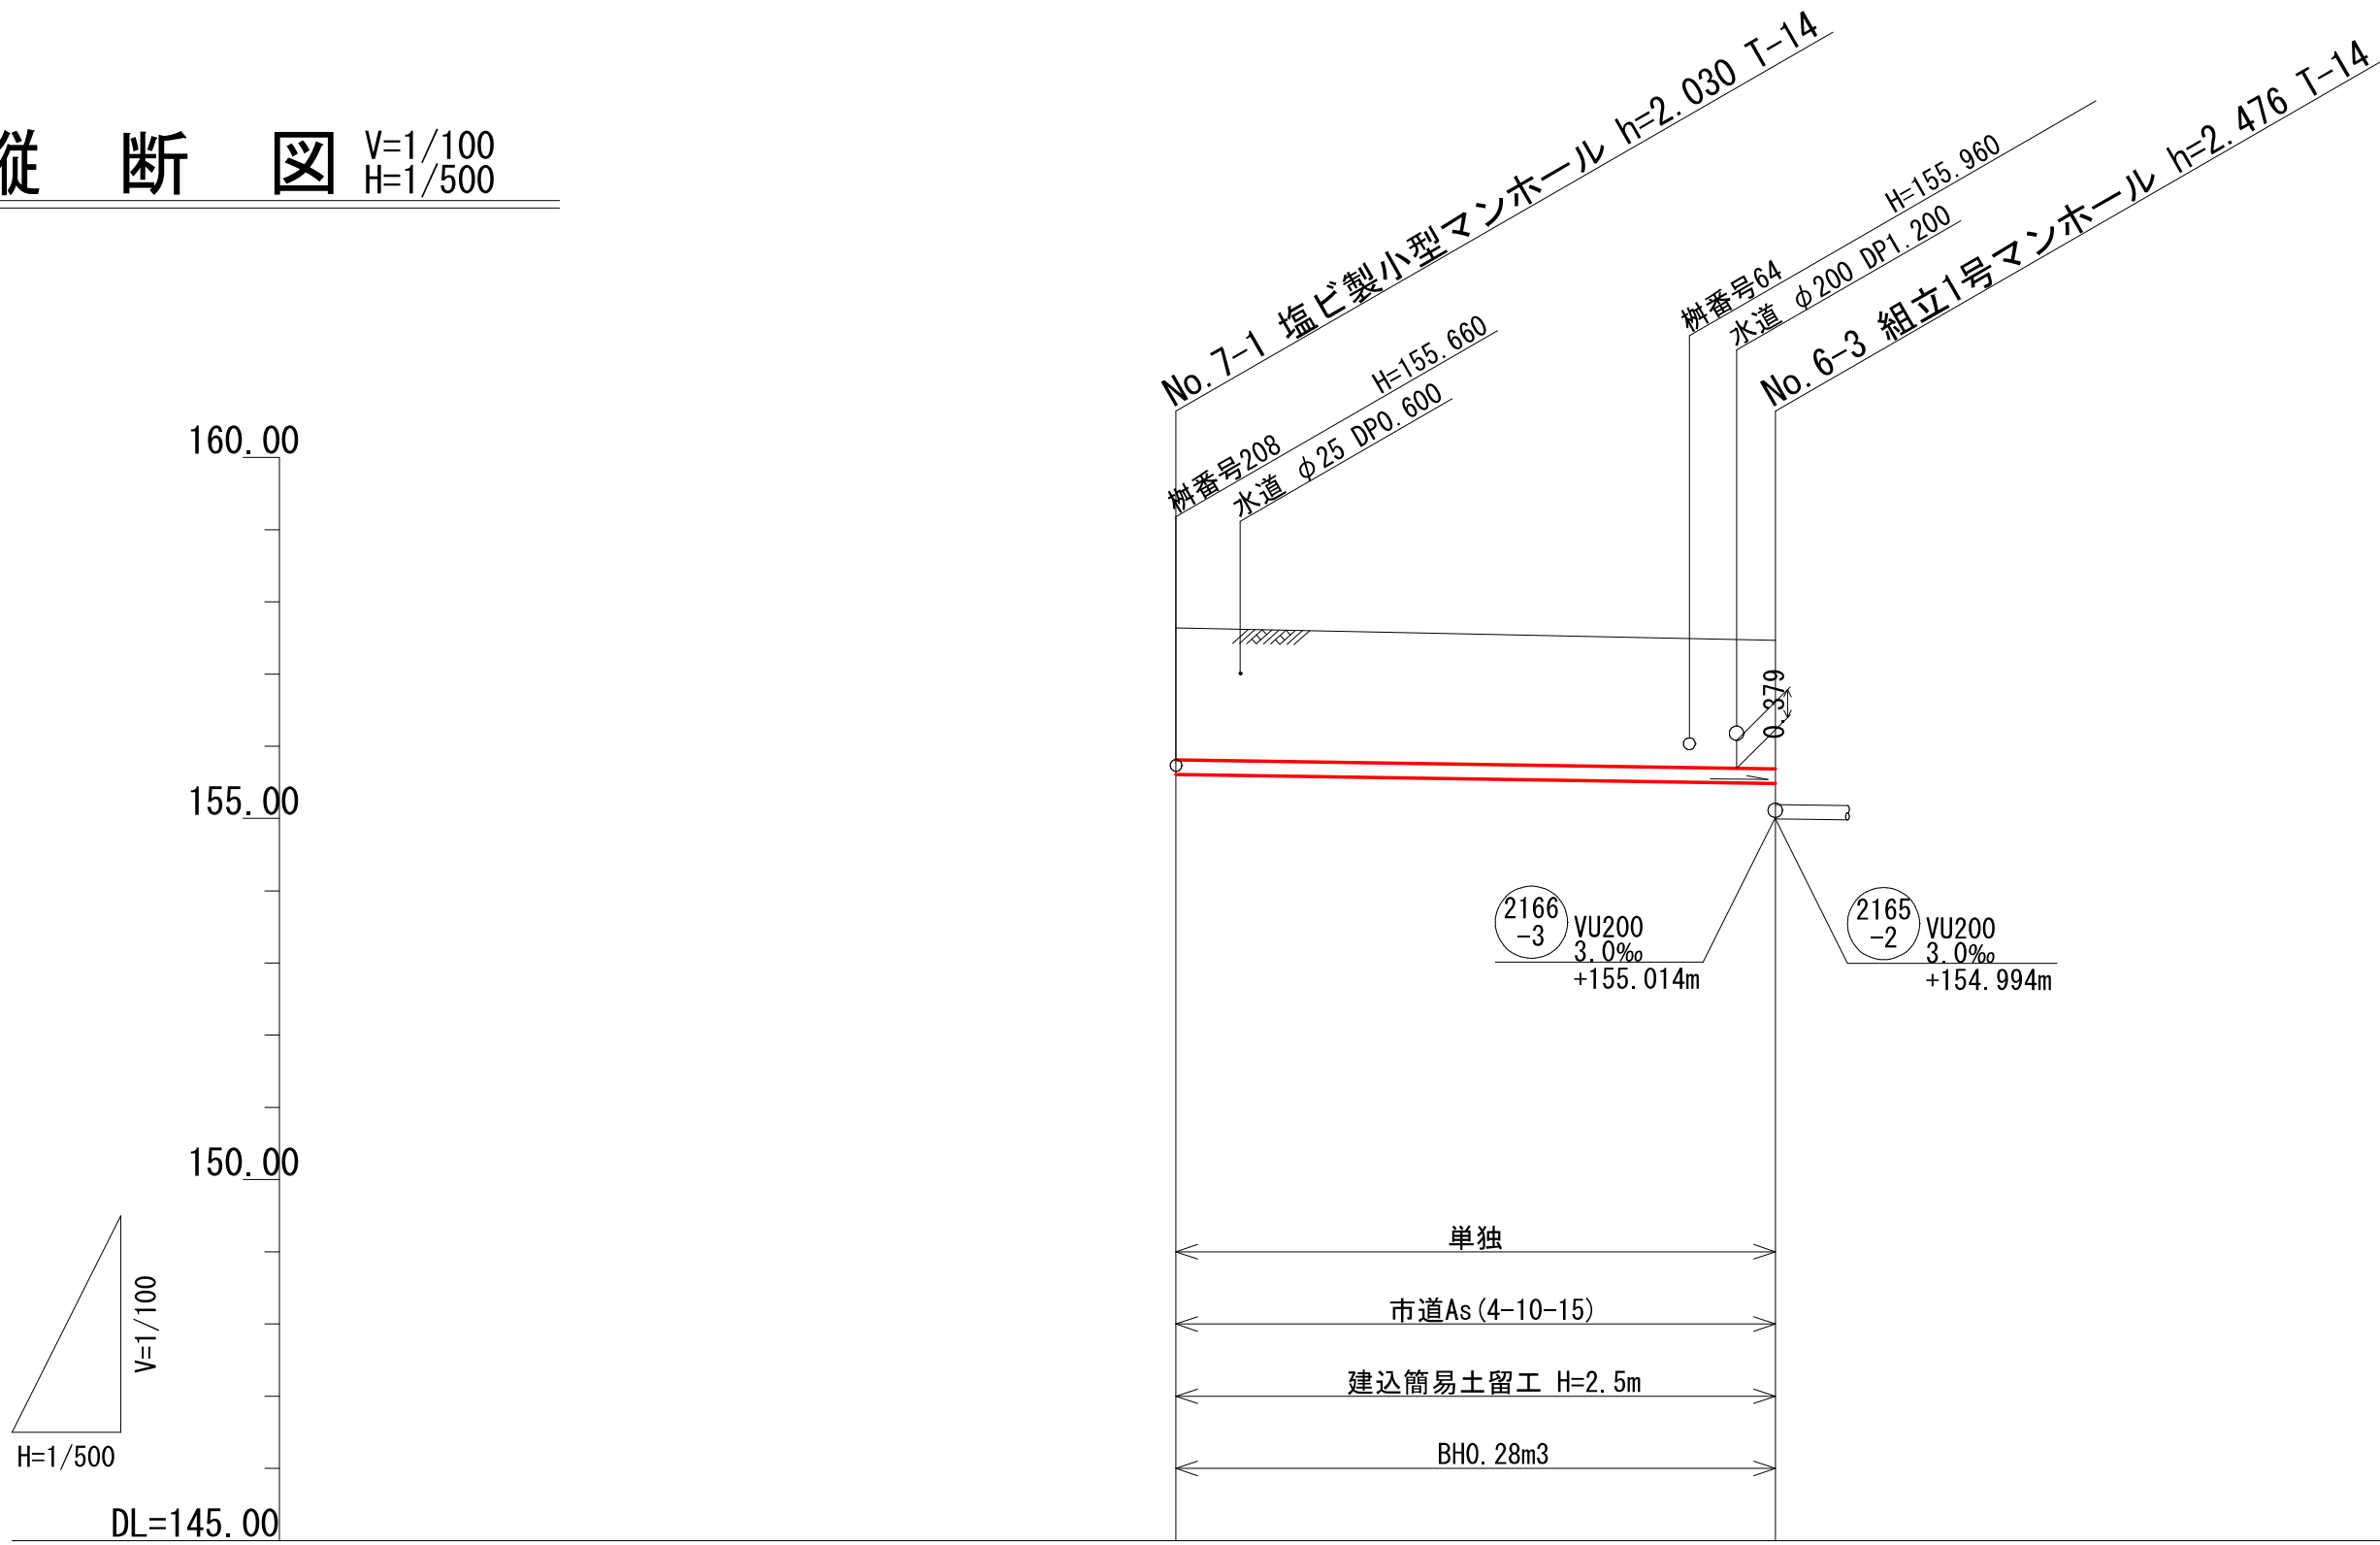 縦 断 図
V=1/100
H=1/500
No.7-1 塩ビ製小型マンホール h=2.030 T-14
桝番号208 H=155.660
水道 φ25 DP0.600
桝番号64 H=155.960
水道 φ200 DP1.200
No.6-3 組立1号マンホール h=2.476 T-14
160.00
155.00
150.00
DL=145.00
V=1/100
H=1/500
0.379
2166
-3
VU200
3.0‰
+155.014m
2165
-2
VU200
3.0‰
+154.994m
単独
市道As(4-10-15)
建込簡易土留工 H=2.5m
BH0.28m3